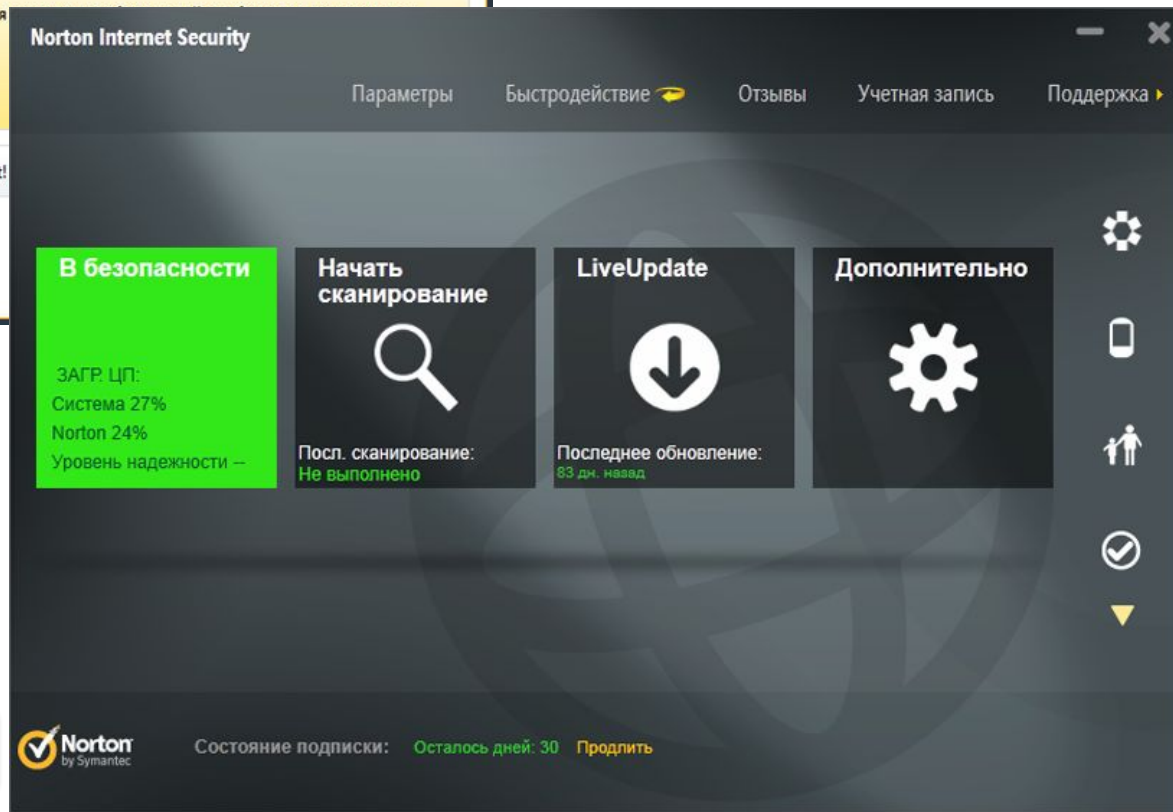 Norton Internet Security
Параметры Быстродействие Отзывы Учетная запись Поддержка
В безопасности
ЗАГР. ЦП:
Система 27%
Norton 24%
Уровень надежности --
Начать
сканирование
Посл. сканирование:
Не выполнено
LiveUpdate
Последнее обновление:
83 дн. назад
Дополнительно
Norton
by Symantec
Состояние подписки: Осталось дней: 30 Продлить